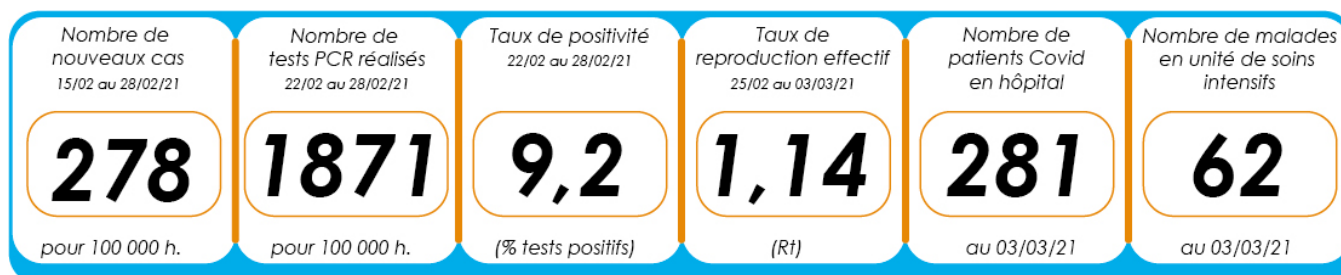 Nombre de
nouveaux cas
15/02 au 28/02/21
278
pour 100 000 h.
Nombre de
tests PCR réalisés
22/02 au 28/02/21
1871
pour 100 000 h.
Taux de positivité
22/02 au 28/02/21
9,2
(% tests positifs)
Taux de
reproduction effectif
25/02 au 03/03/21
1,14
(Rt)
Nombre de
patients Covid
en hôpital
281
au 03/03/21
Nombre de malades
en unité de soins
intensifs
62
au 03/03/21